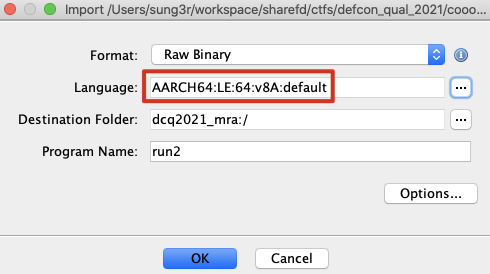 Import /Users/sung3r/workspace/sharefd/ctfs/defcon_qual_2021/cooo...
Format: Raw Binary
Language: AARCH64:LE:64:v8A:default ...
Destination Folder: dcq2021_mra:/ ...
Program Name: run2
Options...
OK Cancel